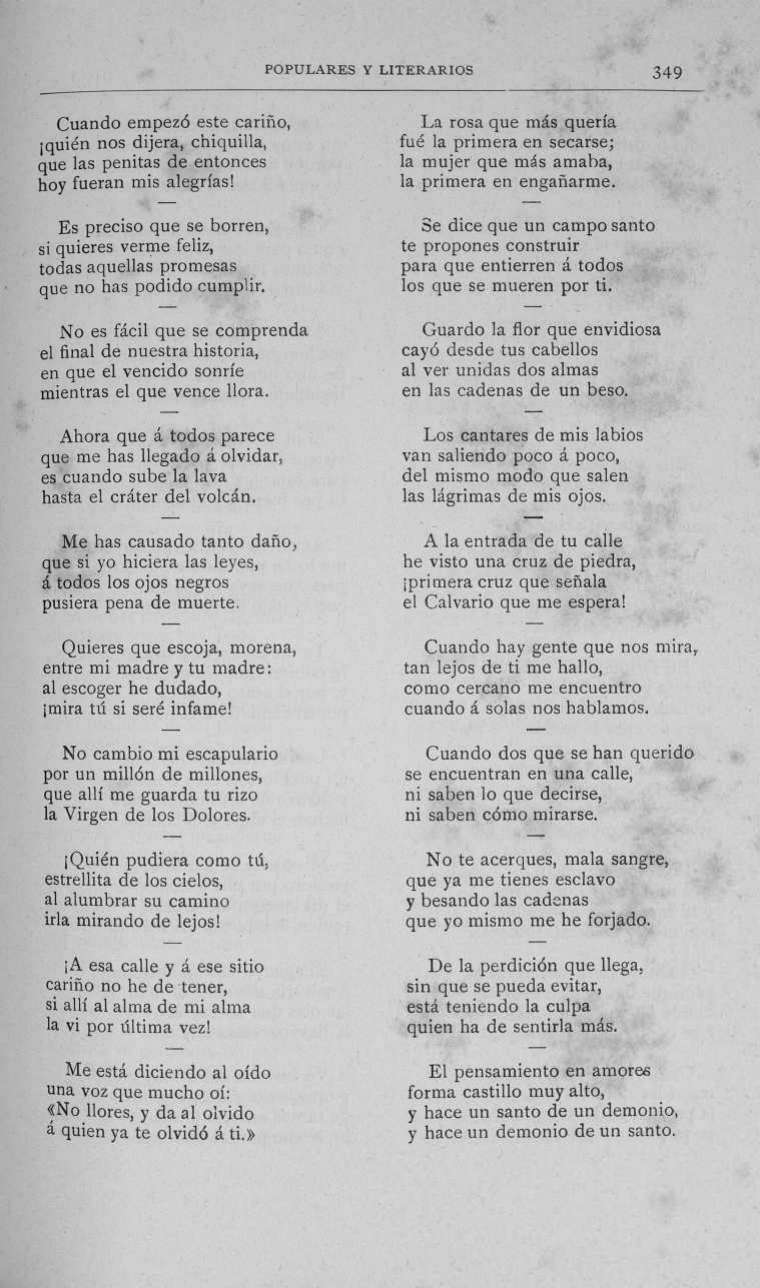 POPULARES Y LITERARIOS 349
Cuando empezó este cariño,
¡quién nos dijera, chiquilla,
que las penitas de entonces
hoy fueran mis alegrías!
Es preciso que se borren,
si quieres verme feliz,
todas aquellas promesas
que no has podido cumplir.
No es fácil que se comprenda
el final de nuestra historia,
en que el vencido sonríe
mientras el que vence llora.
Ahora que á todos parece
que me has llegado á olvidar,
es cuando sube la lava
hasta el cráter del volcán.
Me has causado tanto daño,
que si yo hiciera las leyes,
á todos los ojos negros
pusiera pena de muerte.
Quieres que escoja, morena,
entre mi madre y tu madre:
al escoger he dudado,
¡mira tú si seré infame!
No cambio mi escapulario
por un millón de millones,
que allí me guarda tu rizo
la Virgen de los Dolores.
¡Quién pudiera como tú,
estrellita de los cielos,
al alumbrar su camino
irla mirando de lejos!
¡A esa calle y á ese sitio
cariño no he de tener,
si allí al alma de mi alma
la vi por última vez!
Me está diciendo al oído
una voz que mucho oí:
«No llores, y da al olvido
á quien ya te olvidó á ti.»
La rosa que más quería
fué la primera en secarse;
la mujer que más amaba,
la primera en engañarme.
Se dice que un campo santo
te propones construir
para que entierren á todos
los que se mueren por ti.
Guardo la flor que envidiosa
cayó desde tus cabellos
al ver unidas dos almas
en las cadenas de un beso.
Los cantares de mis labios
van saliendo poco á poco,
del mismo modo que salen
las lágrimas de mis ojos.
A la entrada de tu calle
he visto una cruz de piedra,
¡primera cruz que señala
el Calvario que me espera!
Cuando hay gente que nos mira,
tan lejos de ti me hallo,
como cercano me encuentro
cuando á solas nos hablamos.
Cuando dos que se han querido
se encuentran en una calle,
ni saben lo que decirse,
ni saben cómo mirarse.
No te acerques, mala sangre,
que ya me tienes esclavo
y besando las cadenas
que yo mismo me he forjado.
De la perdición que llega,
sin que se pueda evitar,
está teniendo la culpa
quien ha de sentirla más.
El pensamiento en amores
forma castillo muy alto,
y hace un santo de un demonio,
y hace un demonio de un santo.